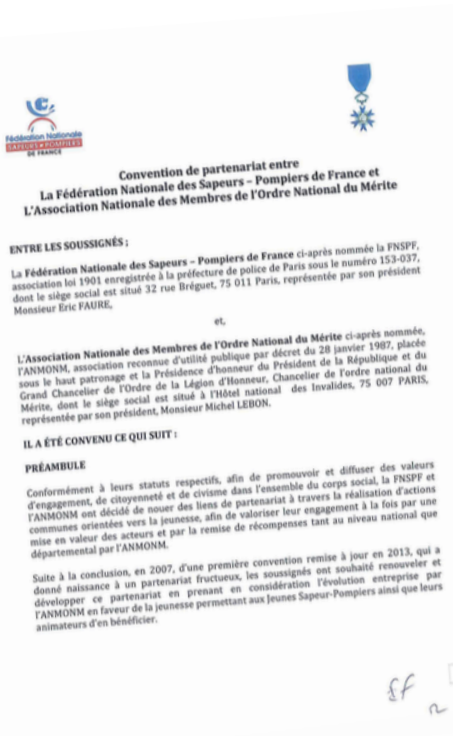 Fédération Nationale
SAPEURS POMPIERS
DE FRANCE
Convention de partenariat entre
La Fédération Nationale des Sapeurs – Pompiers de France et
L'Association Nationale des Membres de l'Ordre National du Mérite
ENTRE LES SOUSSIGNÉS ;
La Fédération Nationale des Sapeurs – Pompiers de France ci-après nommée la FNSPF,
association loi 1901 enregistrée à la préfecture de police de Paris sous le numéro 153-037,
dont le siège social est situé 32 rue Bréguet, 75 011 Paris, représentée par son président
Monsieur Eric FAURE,
et,
L'Association Nationale des Membres de l'Ordre National du Mérite ci-après nommée,
l'ANMONM, association reconnue d'utilité publique par décret du 28 janvier 1987, placée
sous le haut patronage et la Présidence d'honneur du Président de la République et du
Grand Chancelier de l'Ordre de la Légion d'Honneur, Chancelier de l'ordre national du
Mérite, dont le siège social est situé à l'Hôtel national des Invalides, 75 007 PARIS,
représentée par son président, Monsieur Michel LEBON.
IL A ÉTÉ CONVENU CE QUI SUIT :
PRÉAMBULE
Conformément à leurs statuts respectifs, afin de promouvoir et diffuser des valeurs
d'engagement, de citoyenneté et de civisme dans l'ensemble du corps social, la FNSPF et
l'ANMONM ont décidé de nouer des liens de partenariat à travers la réalisation d'actions
communes orientées vers la jeunesse, afin de valoriser leur engagement à la fois par une
mise en valeur des acteurs et par la remise de récompenses tant au niveau national que
départemental par l'ANMONM.
Suite à la conclusion, en 2007, d'une première convention remise à jour en 2013, qui a
donné naissance à un partenariat fructueux, les soussignés ont souhaité renouveler et
développer ce partenariat en prenant en considération l'évolution entreprise par
l'ANMONM en faveur de la jeunesse permettant aux Jeunes Sapeur-Pompiers ainsi que leurs
animateurs d'en bénéficier.